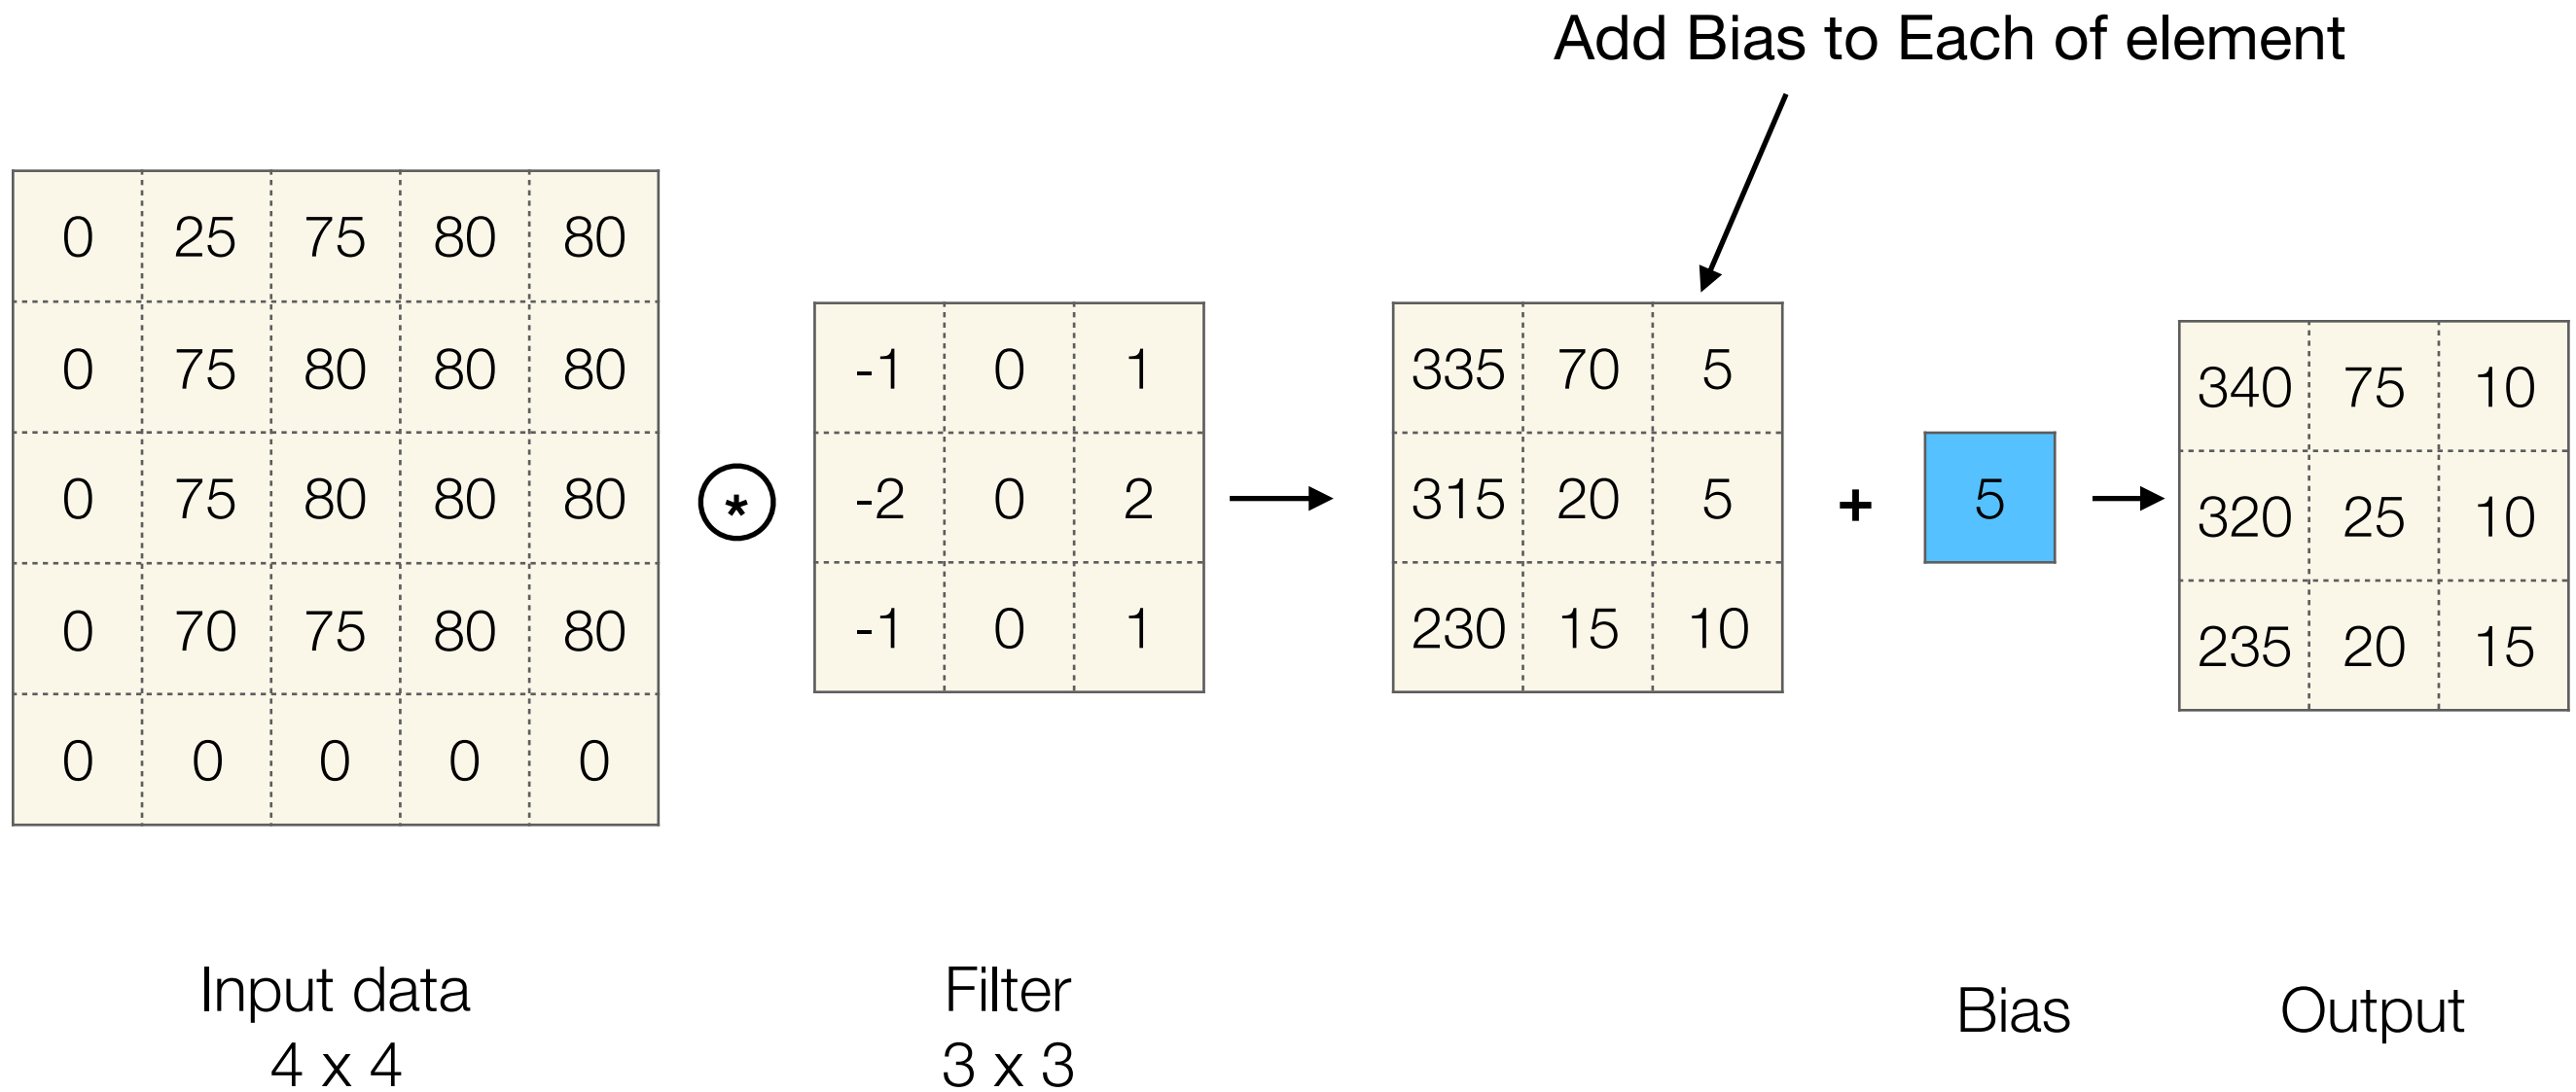 Add Bias to Each of element
0 25 75 80 80
0 75 80 80 80
0 75 80 80 80
0 70 75 80 80
0 0 0 0 0
*
-1 0 1
-2 0 2
-1 0 1
335 70 5
315 20 5
230 15 10
+
5
340 75 10
320 25 10
235 20 15
Input data
4 x 4
Filter
3 x 3
Bias
Output